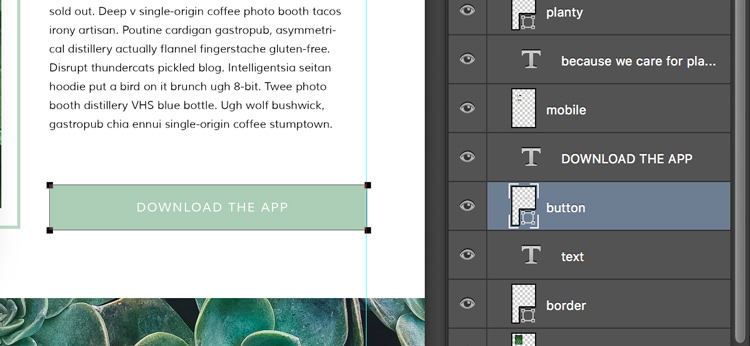 sold out. Deep v single-origin coffee photo booth tacos
irony artisan. Poutine cardigan gastropub, asymmetri-
cal distillery actually flannel fingerstache gluten-free.
Disrupt thundercats pickled blog. Intelligentsia seitan
hoodie put a bird on it brunch ugh 8-bit. Twee photo
booth distillery VHS blue bottle. Ugh wolf bushwick,
gastropub chia ennui single-origin coffee stumptown.
DOWNLOAD THE APP
planty
T because we care for pla...
mobile
T DOWNLOAD THE APP
button
T text
border